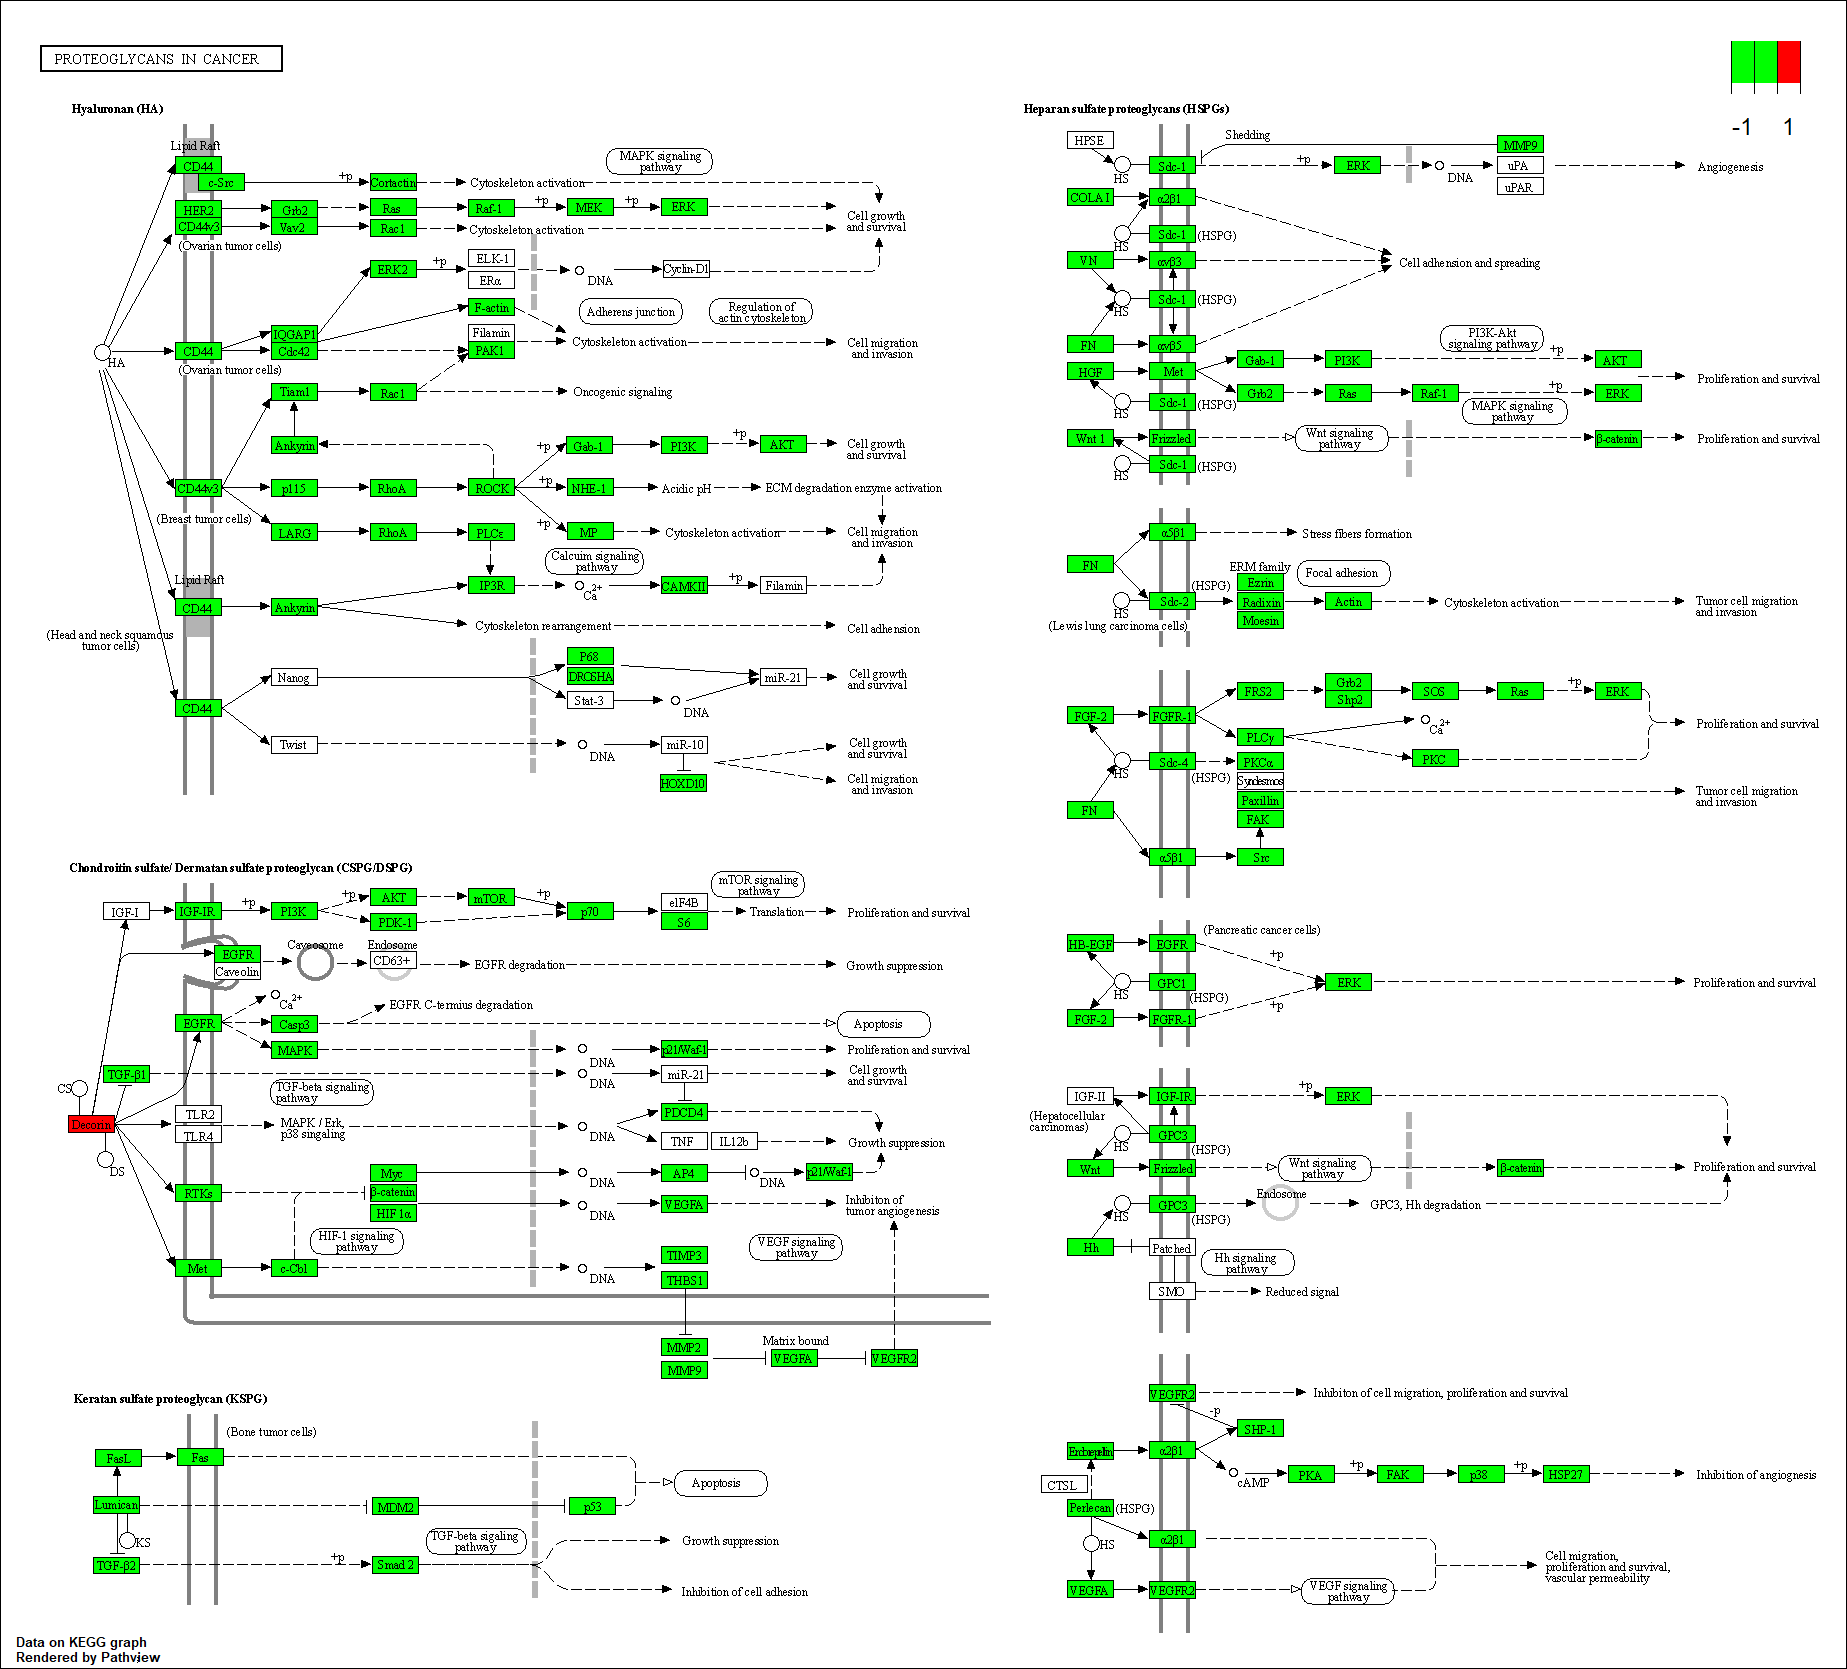 PROTEOGLYCANS IN CANCER
-1 1
Hyaluronan (HA)
Lipid Raft
CD44
c-Src
+p
Cortactin
Cytoskeleton activation
MAPK signaling
pathway
HER2
Grb2
Ras
Raf-1
+p
MEK
+p
ERK
Cell growth
and survival
CD44v3
Vav2
Rac1
Cytoskeleton activation
(Ovarian tumor cells)
ERK2
+p
ELK-1
ERα
DNA
Cyclin-D1
F-actin
Adherens junction
Regulation of
actin cytoskeleton
HA
CD44
IQGAP1
Cdc42
Filamin
PAK1
Cytoskeleton activation
Cell migration
and invasion
(Ovarian tumor cells)
Tiam1
Rac1
Oncogenic signaling
Ankyrin
+p
Gab-1
PI3K
+p
AKT
Cell growth
and survival
CD44v3
p115
RhoA
ROCK
+p
NHE-1
Acidic pH
ECM degradation enzyme activation
(Breast tumor cells)
LARG
RhoA
PLCε
+p
MP
Cytoskeleton activation
Cell migration
and invasion
Calcuim signaling
pathway
Lipid Raft
CD44
Ankyrin
IP3R
Ca2+
CAMKII
+p
Filamin
Cytoskeleton rearrangement
Cell adhension
(Head and neck squamous
tumor cells)
Nanog
P68
DROSHA
Stat-3
DNA
miR-21
Cell growth
and survival
CD44
Twist
DNA
miR-10
HOXD10
Cell growth
and survival
Cell migration
and invasion
Chondroitin sulfate/ Dermatan sulfate proteoglycan (CSPG/DSPG)
IGF-I
IGF-IR
+p
PI3K
+p
AKT
PDK-1
mTOR
+p
p70
eIF4B
S6
mTOR signaling
pathway
Translation
Proliferation and survival
EGFR
Caveolin
Caveosome
Endosome
CD63+
EGFR degradation
Growth suppression
EGFR
Ca2+
EGFR C-termius degradation
Casp3
Apoptosis
MAPK
DNA
p21/Waf-1
Proliferation and survival
TGF-β1
DNA
miR-21
Cell growth
and survival
CS
Decorin
DS
TGF-beta signaling
pathway
TLR2
TLR4
MAPK / Erk,
p38 singaling
DNA
PDCD4
TNF
IL12b
Growth suppression
RTKs
Myc
β-catenin
HIF 1α
DNA
AP4
DNA
p21/Waf-1
DNA
VEGFA
Inhibiton of
tumor angiogenesis
HIF-1 signaling
pathway
VEGF signaling
pathway
Met
c-Cbl
DNA
TIMP3
THBS1
MMP2
MMP9
Matrix bound
VEGFA
VEGFR2
Keratan sulfate proteoglycan (KSPG)
(Bone tumor cells)
FasL
Fas
Apoptosis
Lumican
MDM2
p53
KS
TGF-β2
+p
Smad 2
TGF-beta sigaling
pathway
Growth suppression
Inhibition of cell adhesion
Heparan sulfate proteoglycans (HSPGs)
HPSE
HS
Sdc-1
Shedding
+p
ERK
DNA
MMP9
uPA
uPAR
Angiogenesis
COLA1
α2β1
HS
Sdc-1
(HSPG)
VN
αvβ3
Cell adhension and spreading
HS
Sdc-1
(HSPG)
FN
αvβ5
HGF
Met
HS
Sdc-1
(HSPG)
Gab-1
PI3K
PI3K-Akt
signaling pathway
+p
AKT
Grb2
Ras
Raf-1
+p
ERK
Proliferation and survival
MAPK signaling
pathway
Wnt 1
Frizzled
Wnt signaling
pathway
β-catenin
Proliferation and survival
HS
Sdc-1
(HSPG)
α5β1
Stress fibers formation
FN
HS
Sdc-2
(HSPG)
ERM family
Ezrin
Radixin
Moesin
Focal adhesion
Actin
Cytoskeleton activation
Tumor cell migration
and invasion
(Lewis lung carcinoma cells)
FGF-2
FGFR-1
FRS2
Grb2
Shp2
SOS
Ras
+p
ERK
Proliferation and survival
PLCγ
Ca2+
PKC
HS
Sdc-4
(HSPG)
PKCα
Syndesmos
Paxillin
FAK
Tumor cell migration
and invasion
FN
α5β1
Src
(Pancreatic cancer cells)
HB-EGF
EGFR
+p
HS
GPC1
(HSPG)
ERK
Proliferation and survival
FGF-2
FGFR-1
+p
IGF-II
IGF-IR
+p
ERK
(Hepatocellular
carcinomas)
HS
GPC3
(HSPG)
Wnt
Frizzled
Wnt signaling
pathway
β-catenin
Proliferation and survival
HS
GPC3
(HSPG)
Endosome
GPC3, Hh degradation
Hh
Patched
Hh signaling
pathway
SMO
Reduced signal
VEGFR2
Inhibiton of cell migration, proliferation and survival
-p
SHP-1
α2β1
cAMP
PKA
+p
FAK
p38
+p
HSP27
Inhibition of angiognesis
CTSL
Perlecan
(HSPG)
HS
α2β1
Cell migration,
proliferation and survival,
vascular permeability
VEGFA
VEGFR2
VEGF signaling
pathway
Data on KEGG graph
Rendered by Pathview